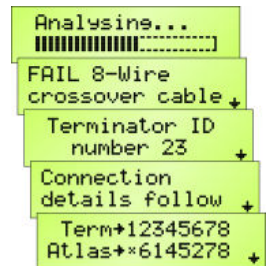 Analysing...
FAIL 8-Wire
crossover cable
Terminator ID
number 23
Connection
details follow
Term→12345678
Atlas→×6145278